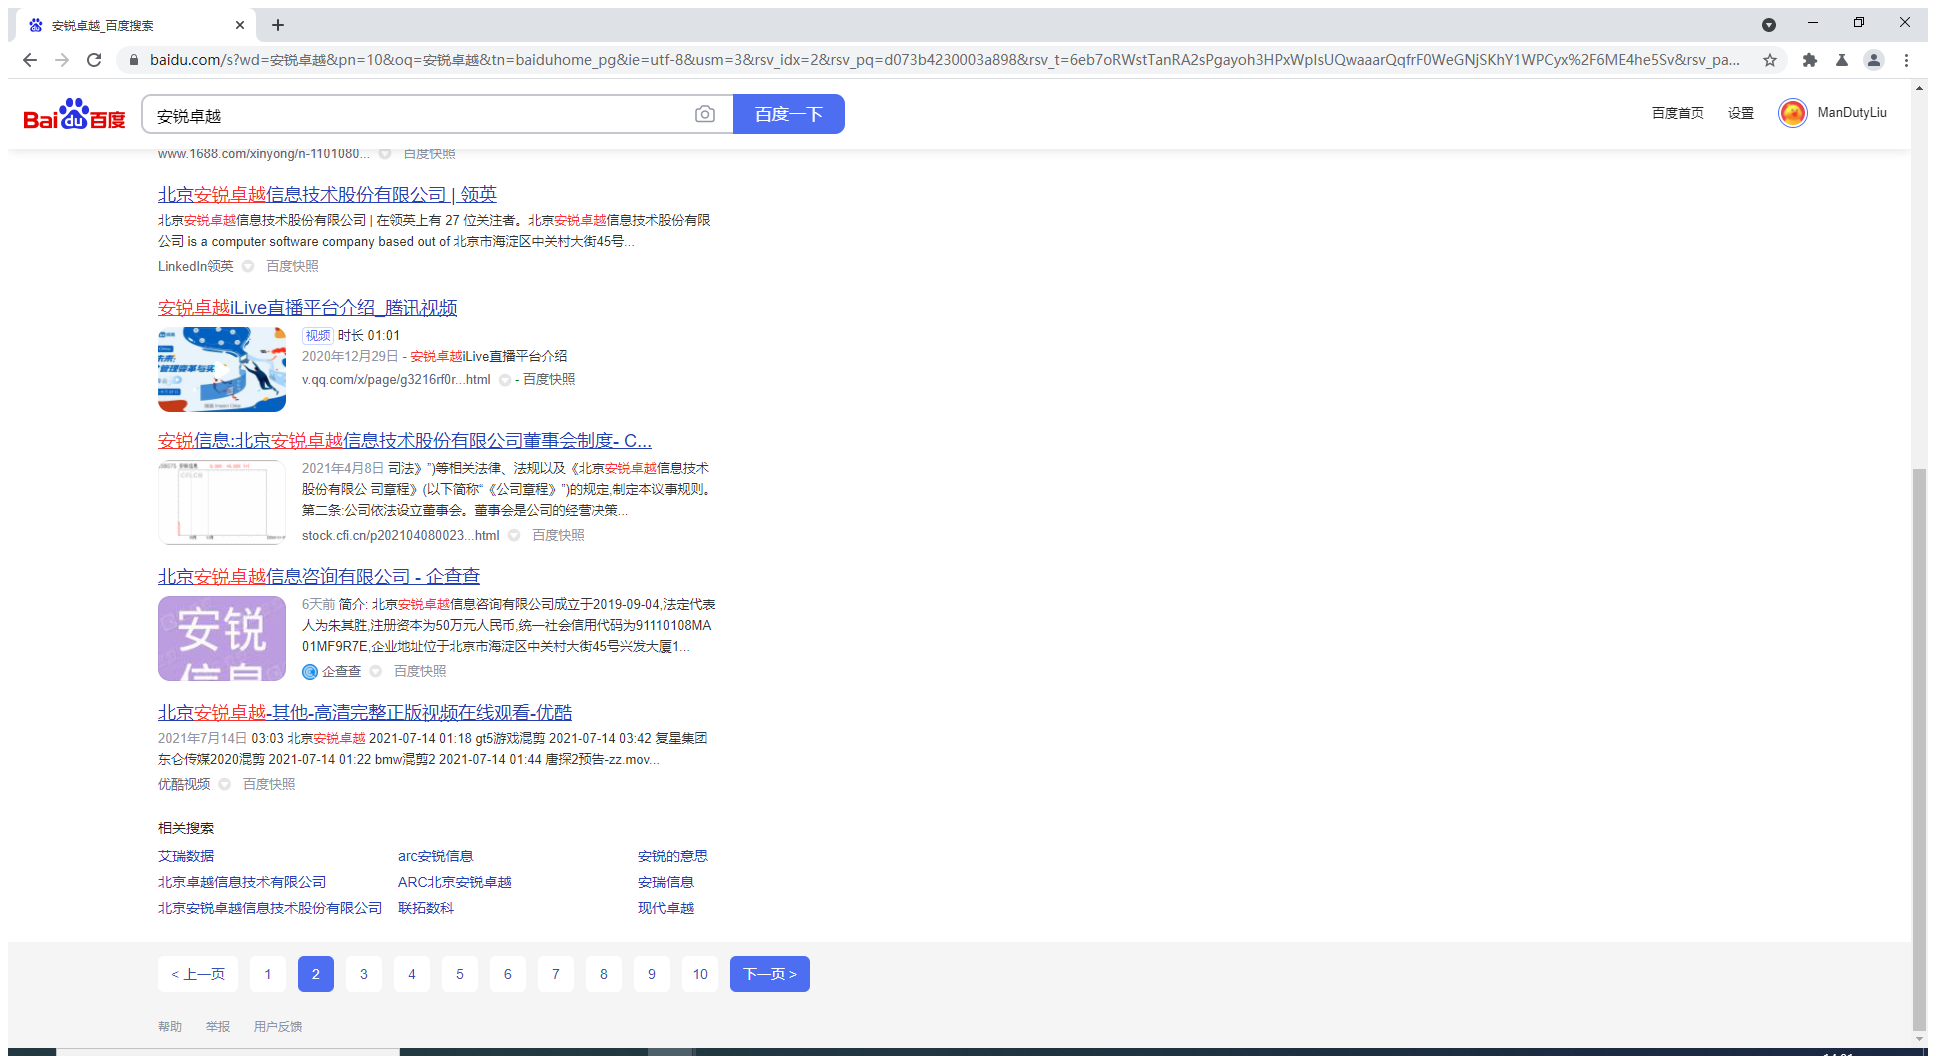 安锐卓越_百度搜索
baidu.com/s?wd=安锐卓越&pn=10&oq=安锐卓越&tn=baiduhome_pg&ie=utf-8&usm=3&rsv_idx=2&rsv_pq=d073b4230003a898&rsv_t=6eb7oRWstTanRA2sPgayoh3HPxWpIsUQwaaarQqfrF0WeGNjSKhY1WPCyx%2F6ME4he5Sv&rsv_pa...
Bai du 百度
安锐卓越
百度一下
百度首页 设置 ManDutyLiu
www.1688.com/xinyong/n-1101080... 百度快照
北京安锐卓越信息技术股份有限公司 | 领英
北京安锐卓越信息技术股份有限公司 | 在领英上有 27 位关注者。北京安锐卓越信息技术股份有限
公司 is a computer software company based out of 北京市海淀区中关村大街45号...
LinkedIn领英 百度快照
安锐卓越iLive直播平台介绍_腾讯视频
视频 时长 01:01
2020年12月29日 - 安锐卓越iLive直播平台介绍
v.qq.com/x/page/g3216rf0r...html - 百度快照
安锐信息:北京安锐卓越信息技术股份有限公司董事会制度- C...
2021年4月8日 司法》”)等相关法律、法规以及《北京安锐卓越信息技术
股份有限公 司章程》(以下简称“《公司章程》”)的规定,制定本议事规则。
第二条:公司依法设立董事会。董事会是公司的经营决策...
stock.cfi.cn/p202104080023...html 百度快照
北京安锐卓越信息咨询有限公司 - 企查查
安锐
信息
6天前 简介: 北京安锐卓越信息咨询有限公司成立于2019-09-04,法定代表
人为朱其胜,注册资本为50万元人民币,统一社会信用代码为91110108MA
01MF9R7E,企业地址位于北京市海淀区中关村大街45号兴发大厦1...
企查查 百度快照
北京安锐卓越-其他-高清完整正版视频在线观看-优酷
2021年7月14日 03:03 北京安锐卓越 2021-07-14 01:18 gt5游戏混剪 2021-07-14 03:42 复星集团
东仑传媒2020混剪 2021-07-14 01:22 bmw混剪2 2021-07-14 01:44 唐探2预告-zz.mov...
优酷视频 百度快照
相关搜索
艾瑞数据 arc安锐信息 安锐的意思
北京卓越信息技术有限公司 ARC北京安锐卓越 安瑞信息
北京安锐卓越信息技术股份有限公司 联拓数科 现代卓越
< 上一页 1 2 3 4 5 6 7 8 9 10 下一页 >
帮助 举报 用户反馈